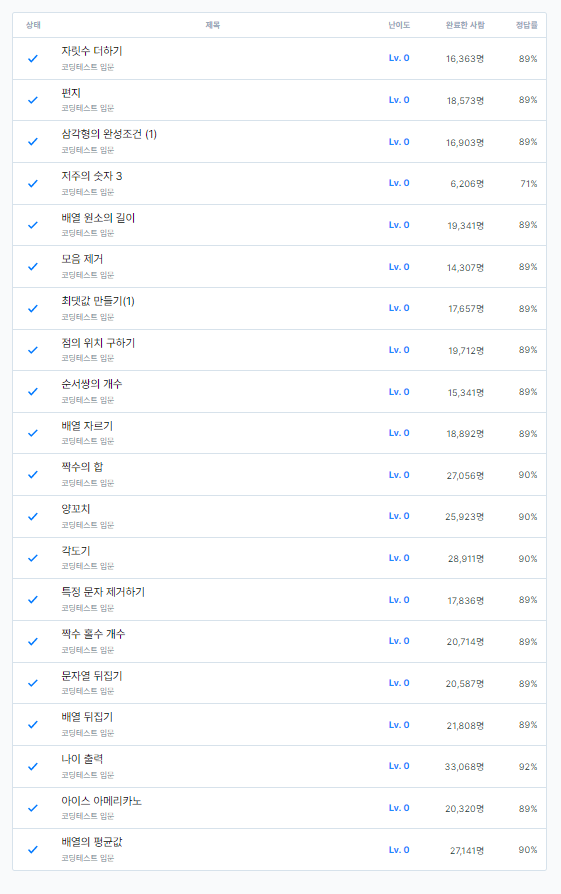 상태 제목 난이도 완료한 사람 정답률
자릿수 더하기
코딩테스트 입문
Lv. 0 16,363명 89%
편지
코딩테스트 입문
Lv. 0 18,573명 89%
삼각형의 완성조건 (1)
코딩테스트 입문
Lv. 0 16,903명 89%
저주의 숫자 3
코딩테스트 입문
Lv. 0 6,206명 71%
배열 원소의 길이
코딩테스트 입문
Lv. 0 19,341명 89%
모음 제거
코딩테스트 입문
Lv. 0 14,307명 89%
최댓값 만들기(1)
코딩테스트 입문
Lv. 0 17,657명 89%
점의 위치 구하기
코딩테스트 입문
Lv. 0 19,712명 89%
순서쌍의 개수
코딩테스트 입문
Lv. 0 15,341명 89%
배열 자르기
코딩테스트 입문
Lv. 0 18,892명 89%
짝수의 합
코딩테스트 입문
Lv. 0 27,056명 90%
양꼬치
코딩테스트 입문
Lv. 0 25,923명 90%
각도기
코딩테스트 입문
Lv. 0 28,911명 90%
특정 문자 제거하기
코딩테스트 입문
Lv. 0 17,836명 89%
짝수 홀수 개수
코딩테스트 입문
Lv. 0 20,714명 89%
문자열 뒤집기
코딩테스트 입문
Lv. 0 20,587명 89%
배열 뒤집기
코딩테스트 입문
Lv. 0 21,808명 89%
나이 출력
코딩테스트 입문
Lv. 0 33,068명 92%
아이스 아메리카노
코딩테스트 입문
Lv. 0 20,320명 89%
배열의 평균값
코딩테스트 입문
Lv. 0 27,141명 90%